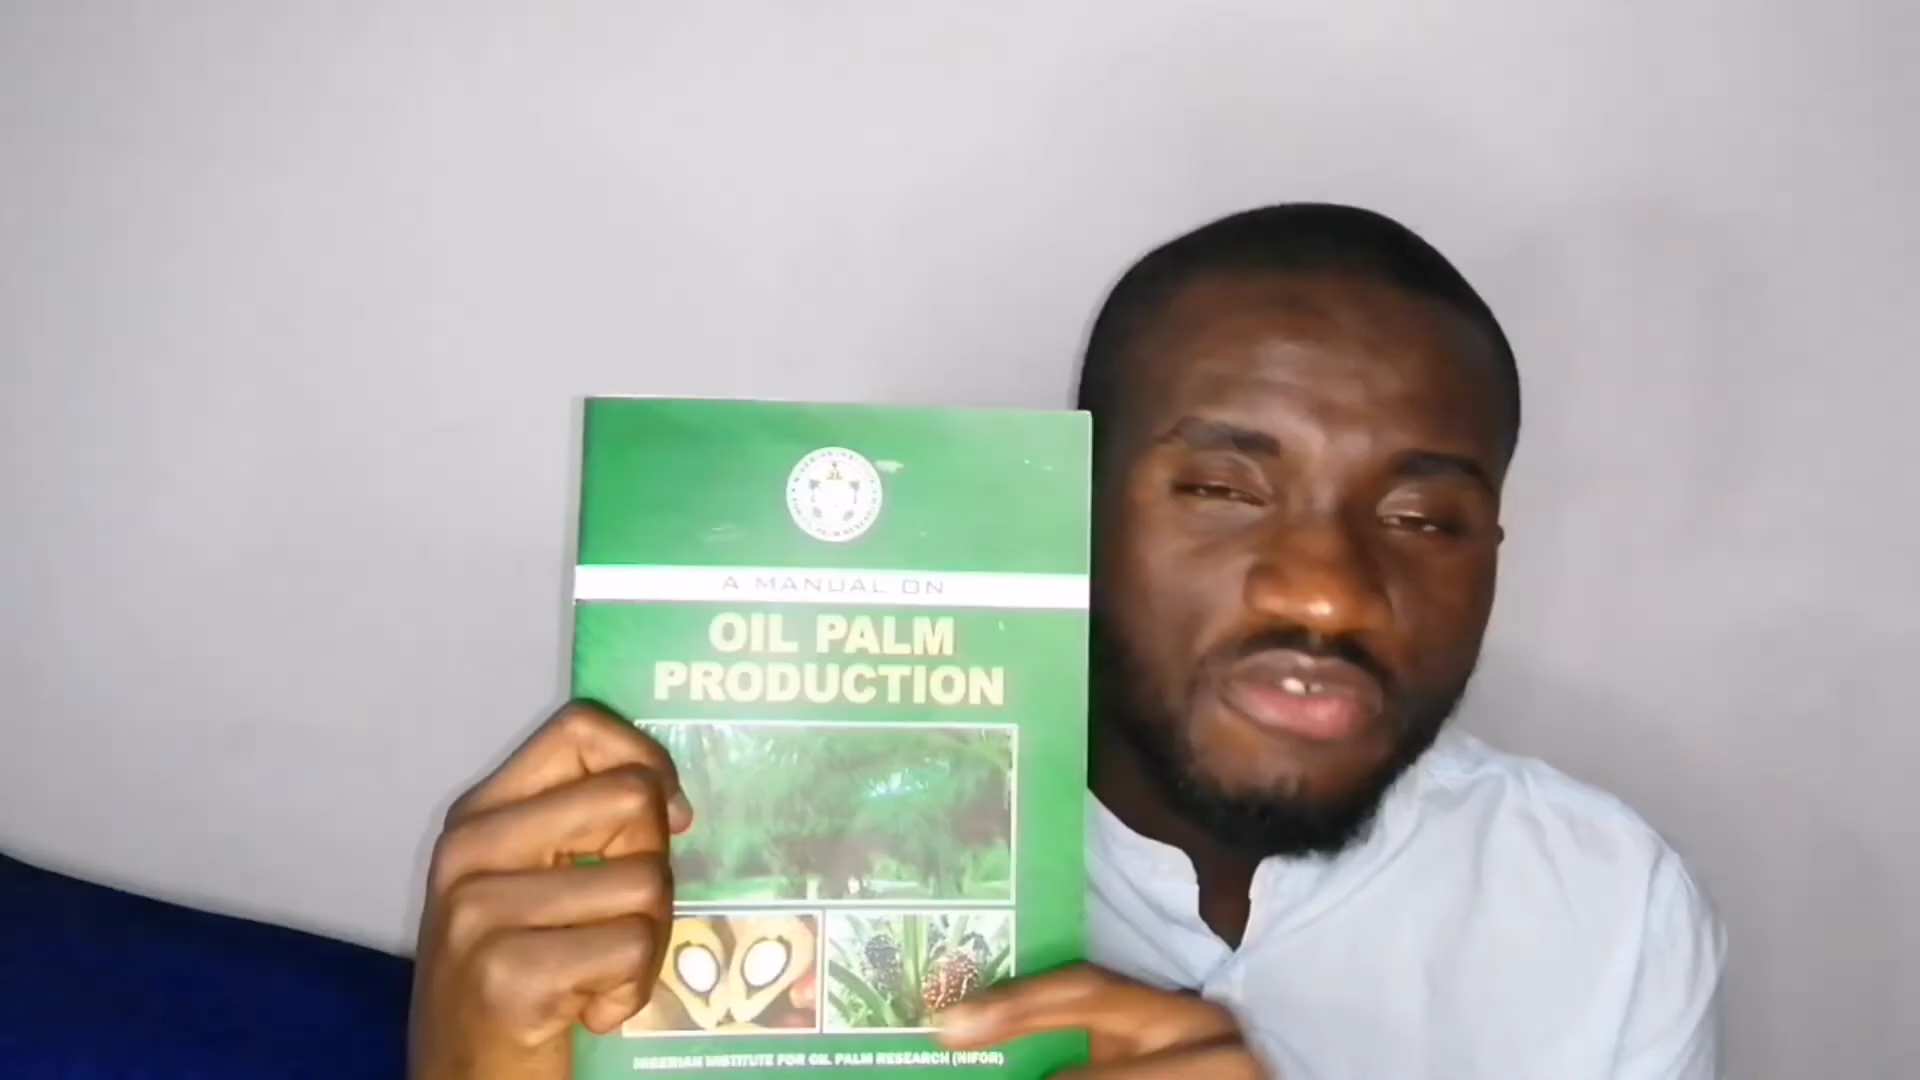 A MANUAL ON
OIL PALM
PRODUCTION
NIGERIAN INSTITUTE FOR OIL PALM RESEARCH (NIFOR)